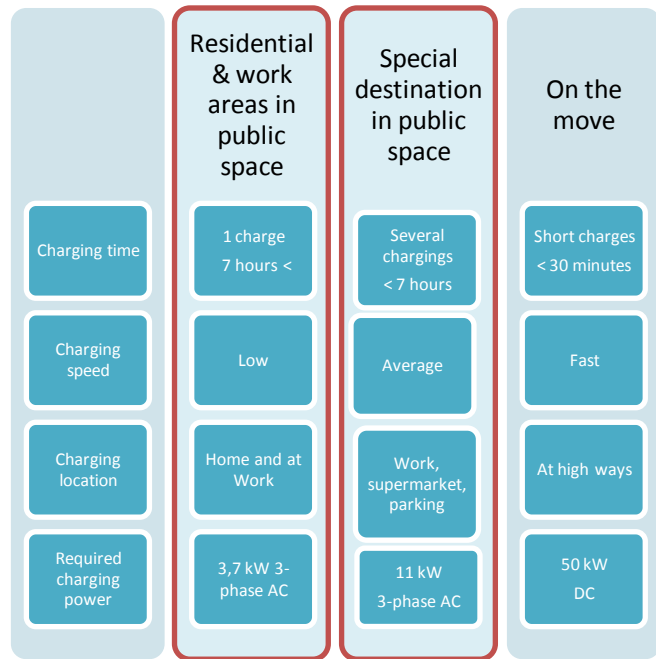 Residential
& work
areas in
public
space
Special
destination
in public
space
On the
move
Charging time
1 charge
7 hours <
Several
chargings
< 7 hours
Short charges
< 30 minutes
Charging
speed
Low
Average
Fast
Charging
location
Home and at
Work
Work,
supermarket,
parking
At high ways
Required
charging
power
3,7 kW 3-
phase AC
11 kW
3-phase AC
50 kW
DC